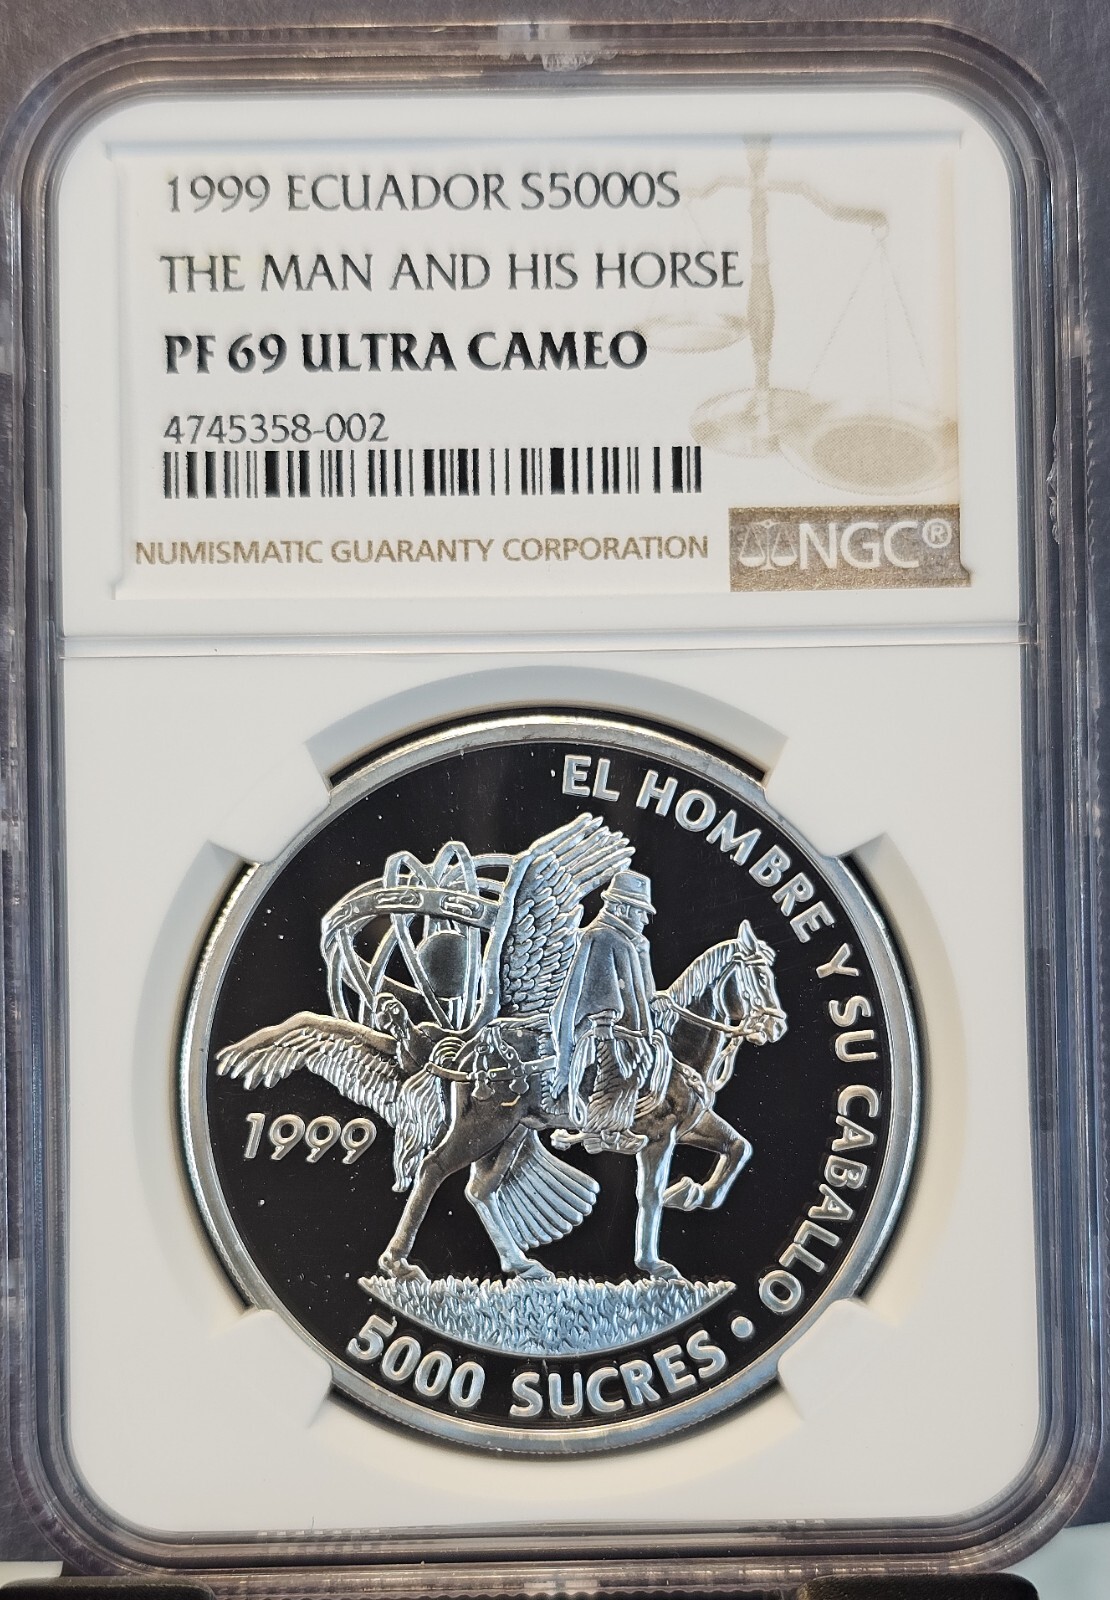 1999 ECUADOR S5000S
THE MAN AND HIS HORSE
PF 69 ULTRA CAMEO
4745358-002
NUMISMATIC GUARANTY CORPORATION
NGC®
EL HOMBRE Y SU CABALLO
1999
5000 SUCRES •